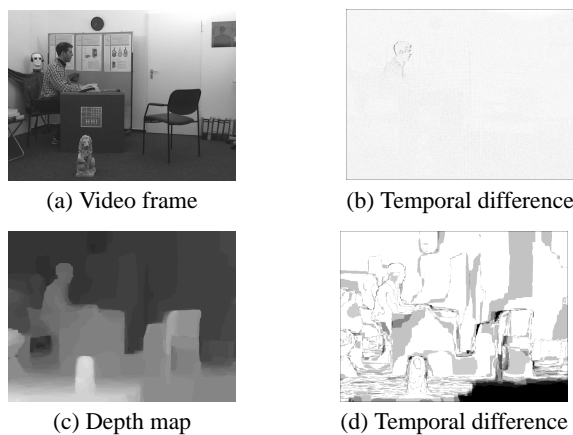 (a) Video frame
(b) Temporal difference
(c) Depth map
(d) Temporal difference